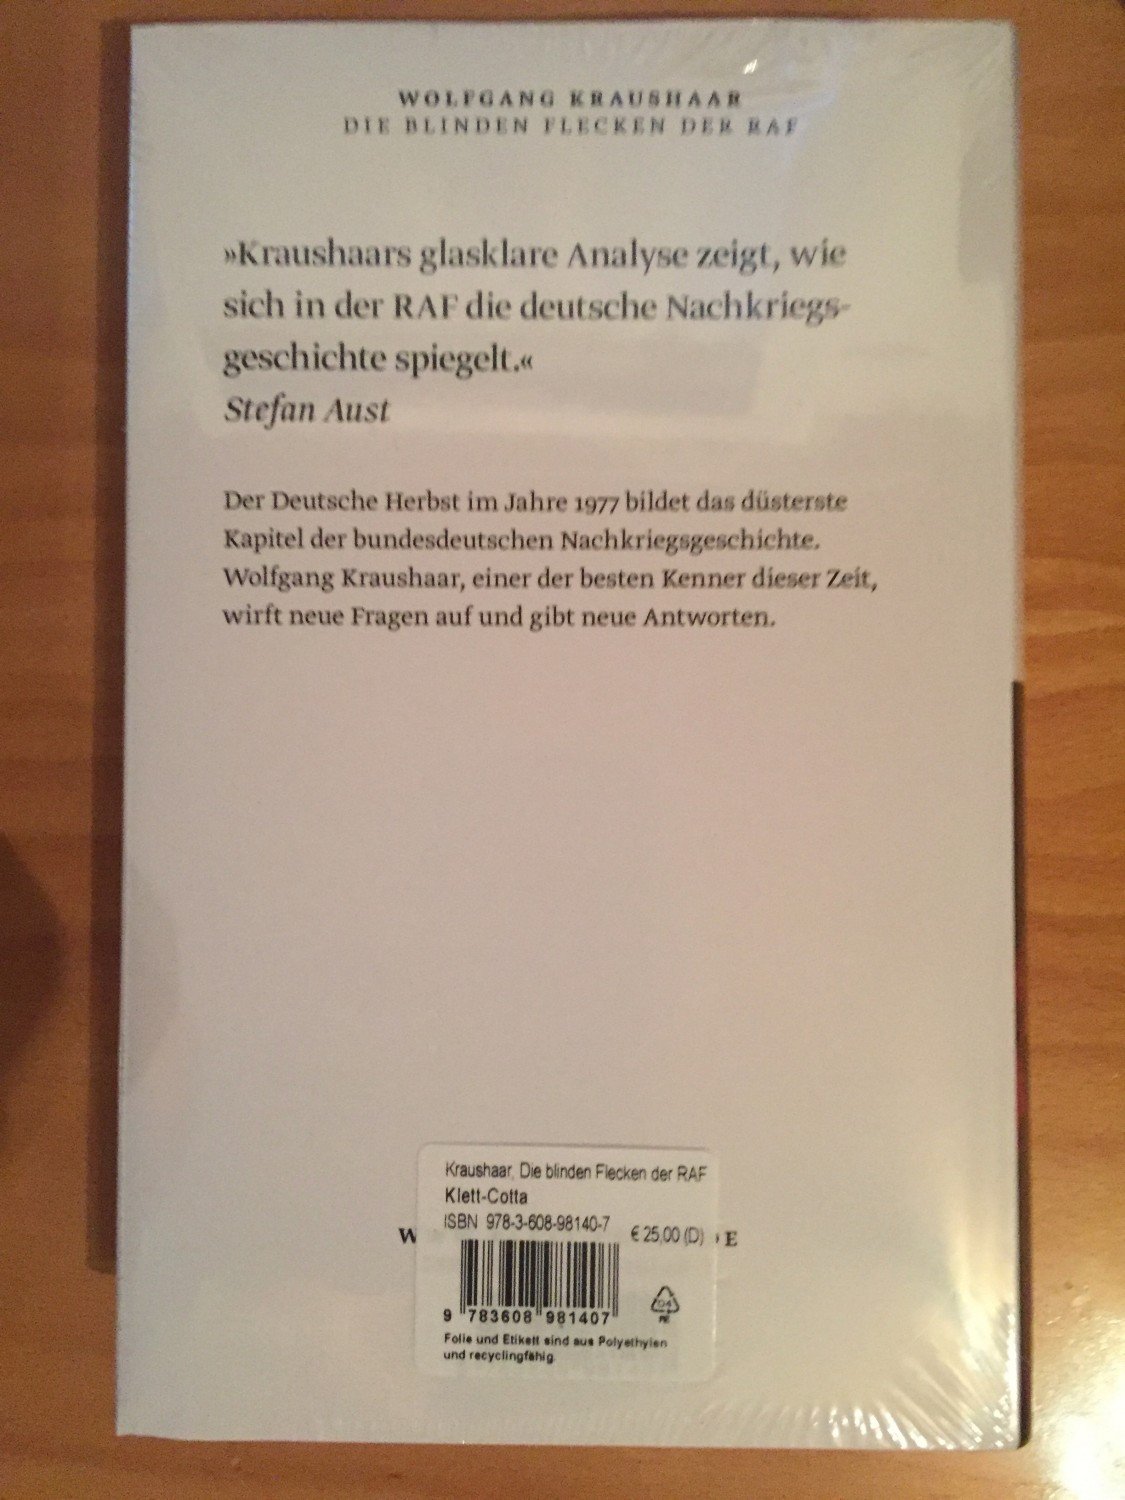 WOLFGANG KRAUSHAAR
DIE BLINDEN FLECKEN DER RAF
»Kraushaars glasklare Analyse zeigt, wie
sich in der RAF die deutsche Nachkriegs-
geschichte spiegelt.«
Stefan Aust
Der Deutsche Herbst im Jahre 1977 bildet das düsterste
Kapitel der bundesdeutschen Nachkriegsgeschichte.
Wolfgang Kraushaar, einer der besten Kenner dieser Zeit,
wirft neue Fragen auf und gibt neue Antworten.
Kraushaar, Die blinden Flecken der RAF
Klett-Cotta
ISBN 978-3-608-98140-7
€ 25,00 (D)
9 783608 981407
04
PE
Folie und Etikett sind aus Polyethylen
und recyclingfähig.